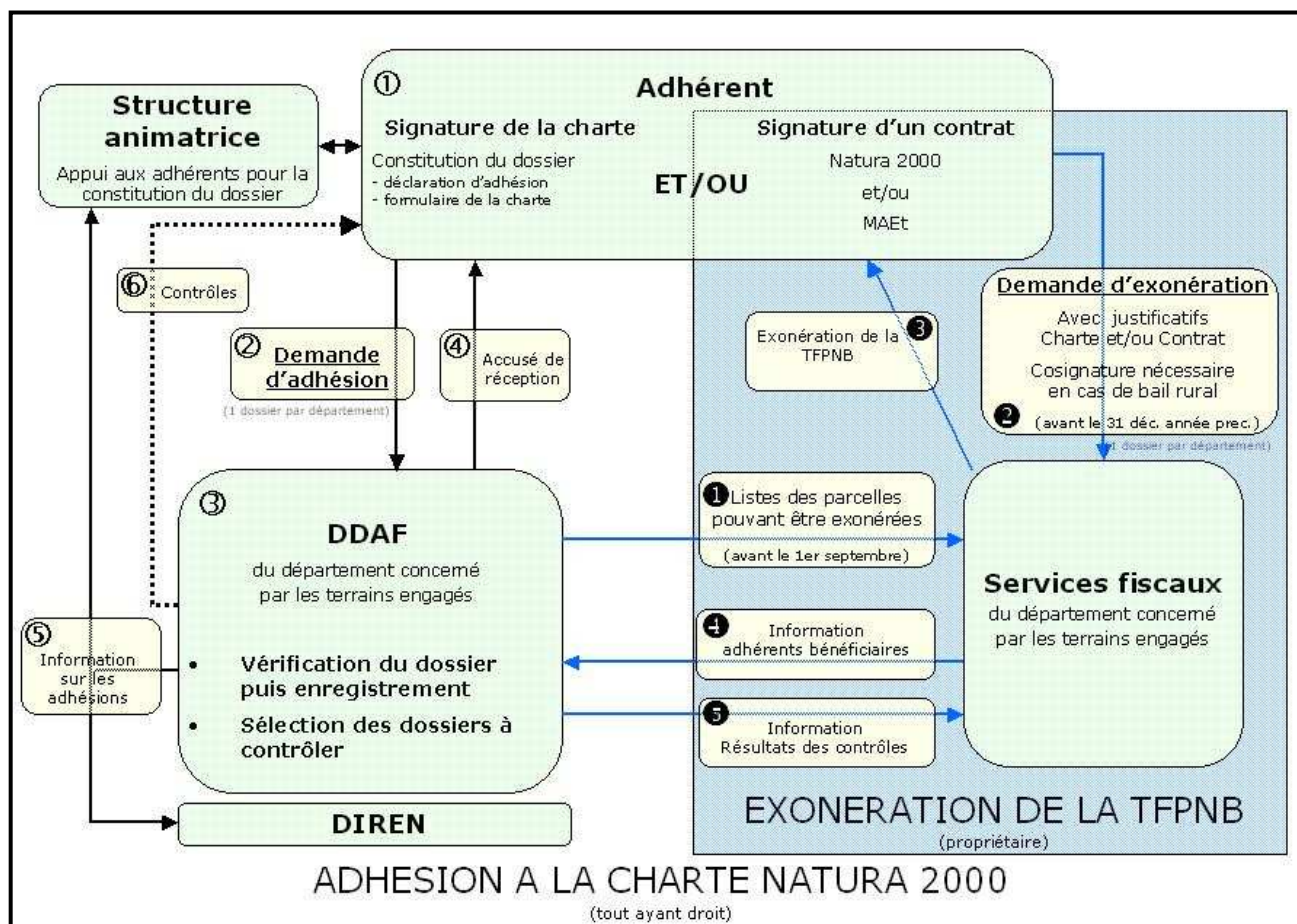 ①
Adhérent
Structure
animatrice
Appui aux adhérents pour la
constitution du dossier
Signature de la charte
Constitution du dossier
- déclaration d'adhésion
- formulaire de la charte
ET/OU
Signature d'un contrat
Natura 2000
et/ou
MAEt
⑥
Contrôles
②
Demande
d'adhésion
(1 dossier par département)
④
Accusé de
réception
Exonération de la
TFPNB
❸
Demande d'exonération
Avec justificatifs
Charte et/ou Contrat
Cosignature nécessaire
en cas de bail rural
❷ (avant le 31 déc. année prec.)
(1 dossier par département)
③
DDAF
du département concerné
par les terrains engagés
• Vérification du dossier
puis enregistrement
• Sélection des dossiers à
contrôler
❶ Listes des parcelles
pouvant être exonérées
(avant le 1er septembre)
Services fiscaux
du département concerné
par les terrains engagés
❹ Information
adhérents bénéficiaires
❺ Information
Résultats des contrôles
⑤
Information
sur les
adhésions
DIREN
EXONERATION DE LA TFPNB
(propriétaire)
ADHESION A LA CHARTE NATURA 2000
(tout ayant droit)